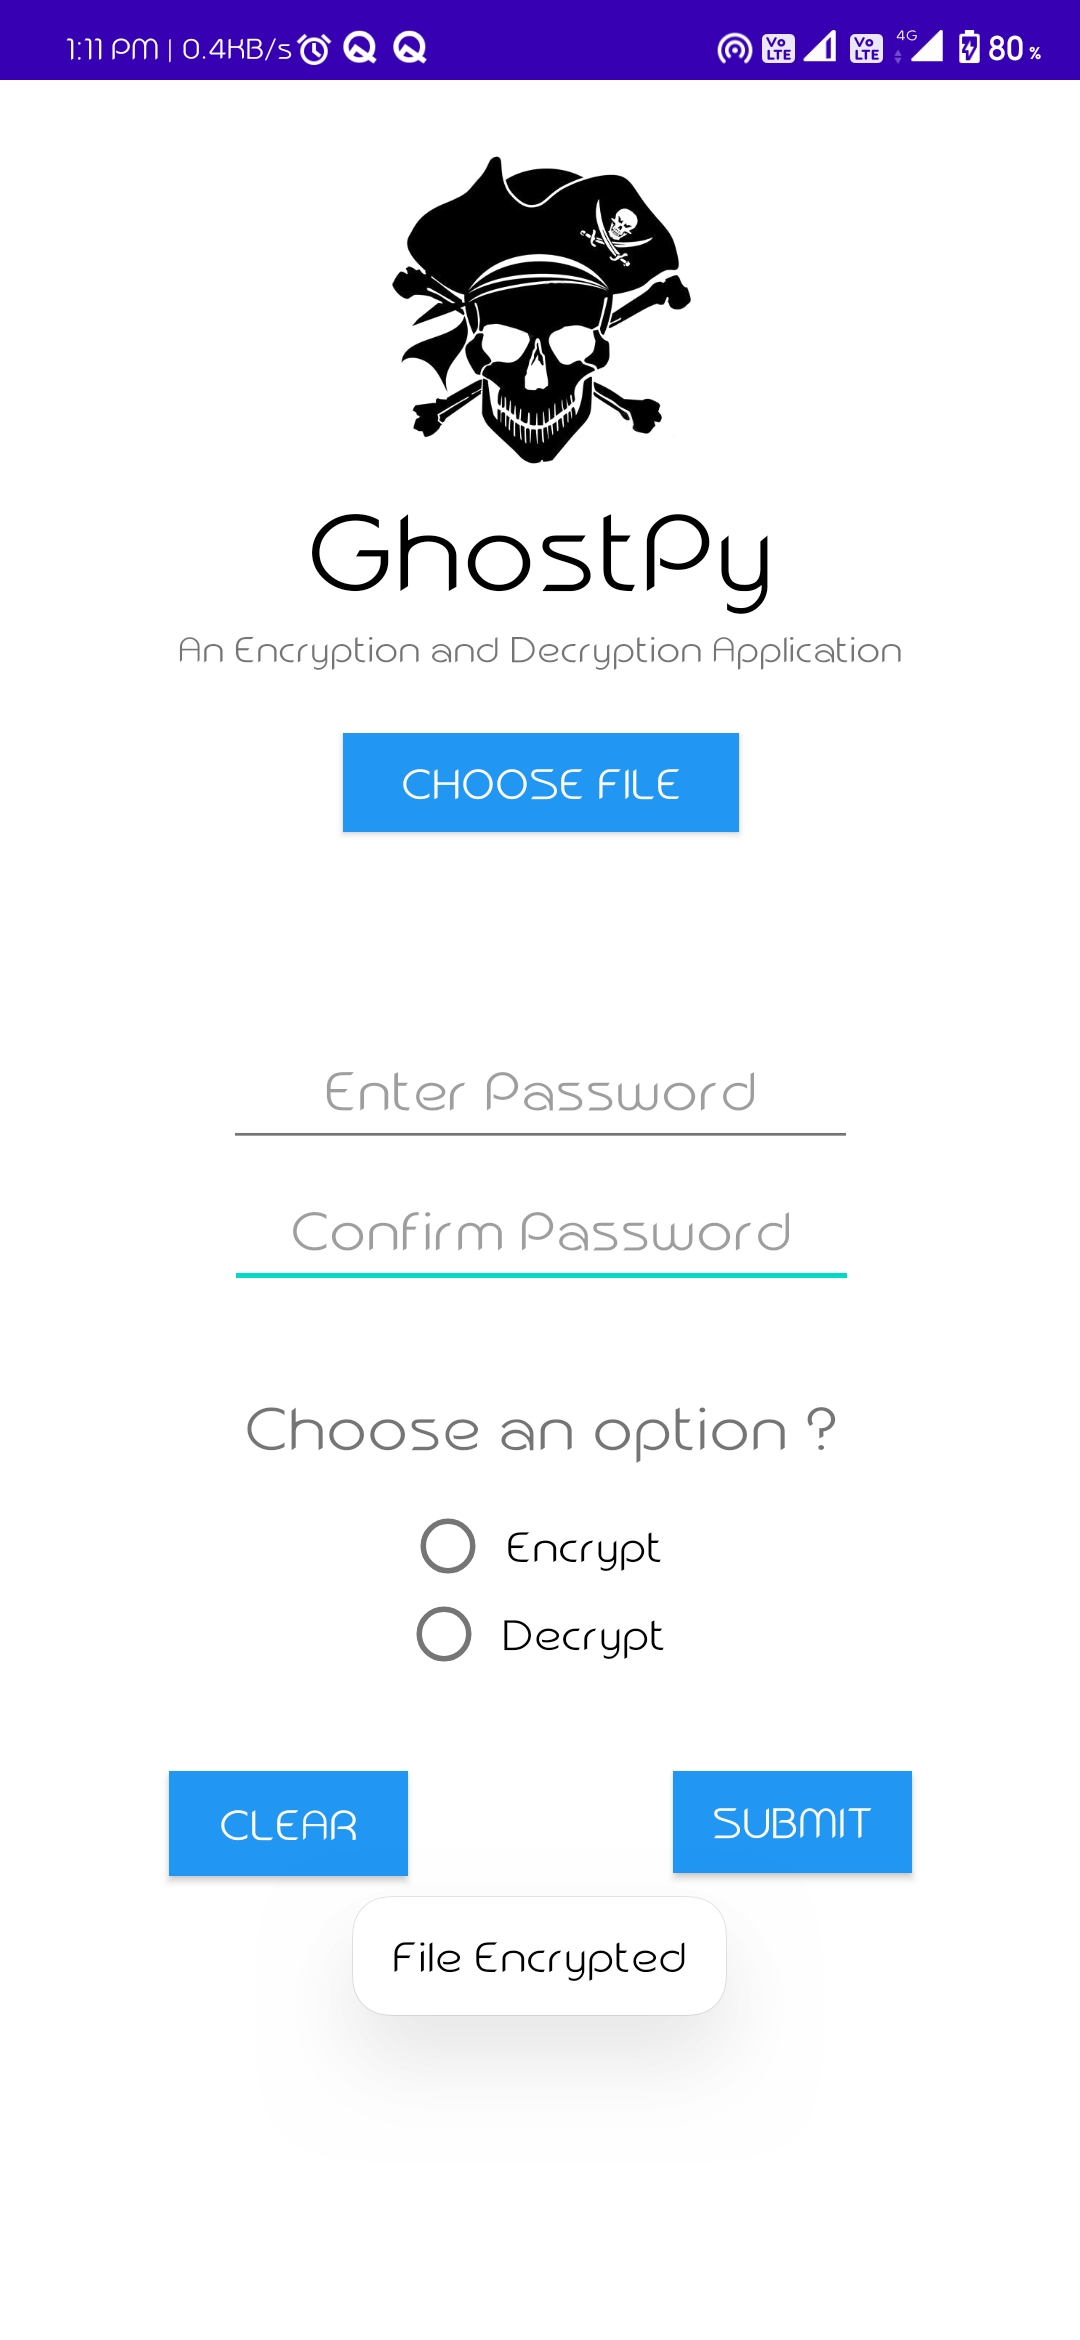 1:11 PM | 0.4KB/s
Vo LTE Vo LTE 4G 80 %
GhostPy
An Encryption and Decryption Application
CHOOSE FILE
Enter Password
Confirm Password
Choose an option ?
Encrypt
Decrypt
CLEAR SUBMIT
File Encrypted